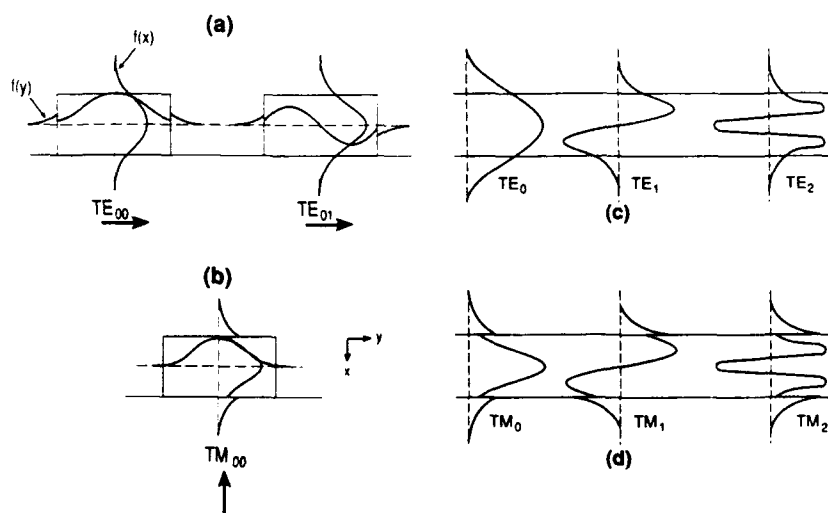 (a)
f(x)
f(y)
TE₀₀
TE₀₁
(b)
y
x
TM₀₀
TE₀
TE₁
TE₂
(c)
TM₀
TM₁
TM₂
(d)